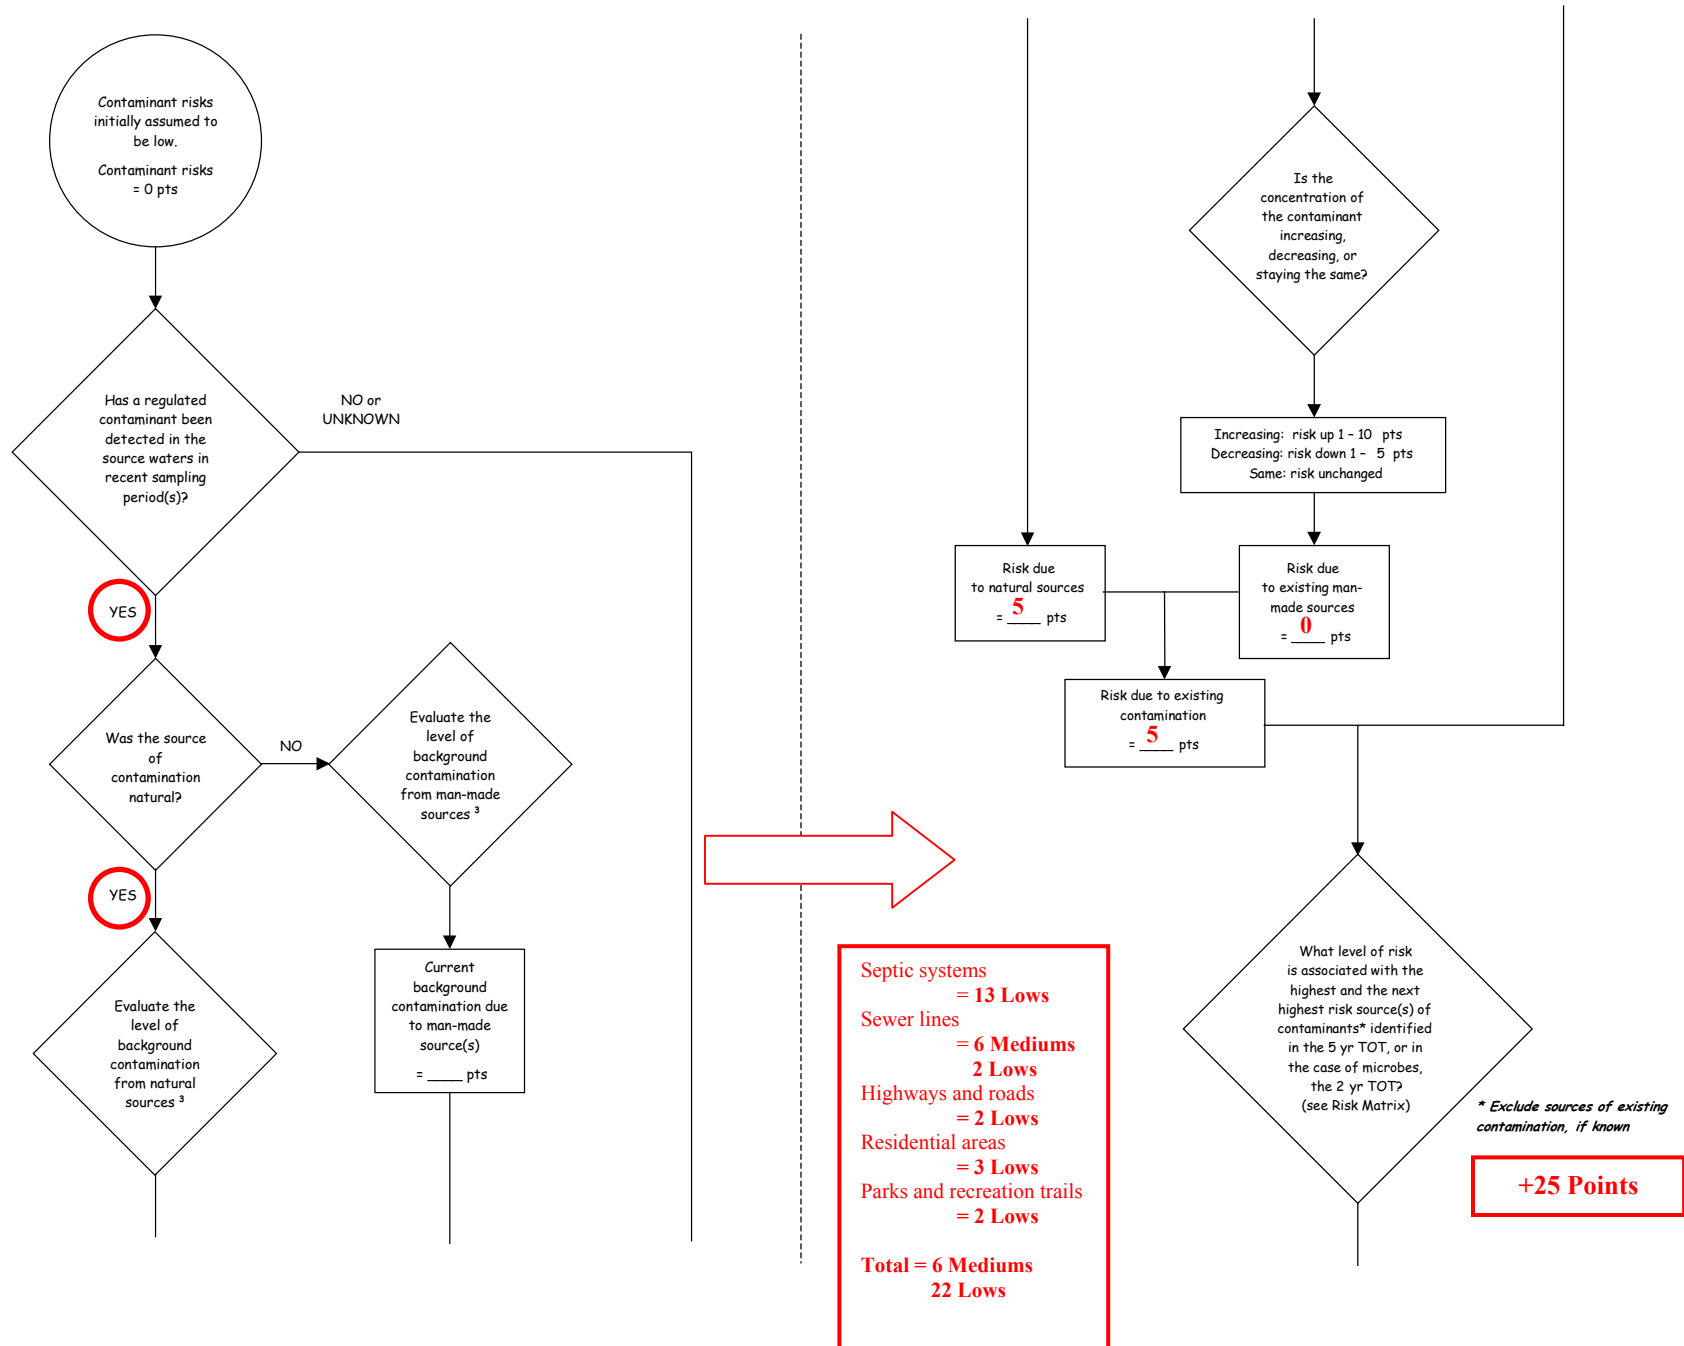 Contaminant risks
initially assumed to
be low.
Contaminant risks
= 0 pts
Has a regulated
contaminant been
detected in the
source waters in
recent sampling
period(s)?
NO or
UNKNOWN
YES
Was the source
of
contamination
natural?
NO
Evaluate the
level of
background
contamination
from man-made
sources ³
YES
Evaluate the
level of
background
contamination
from natural
sources ³
Current
background
contamination due
to man-made
source(s)
= ____ pts
Is the
concentration of
the contaminant
increasing,
decreasing, or
staying the same?
Increasing: risk up 1 – 10 pts
Decreasing: risk down 1 – 5 pts
Same: risk unchanged
Risk due
to natural sources
= 5 pts
Risk due
to existing man-
made sources
= 0 pts
Risk due to existing
contamination
= 5 pts
Septic systems
= 13 Lows
Sewer lines
= 6 Mediums
2 Lows
Highways and roads
= 2 Lows
Residential areas
= 3 Lows
Parks and recreation trails
= 2 Lows
Total = 6 Mediums
22 Lows
What level of risk
is associated with the
highest and the next
highest risk source(s) of
contaminants* identified
in the 5 yr TOT, or in
the case of microbes,
the 2 yr TOT?
(see Risk Matrix)
* Exclude sources of existing
contamination, if known
+25 Points